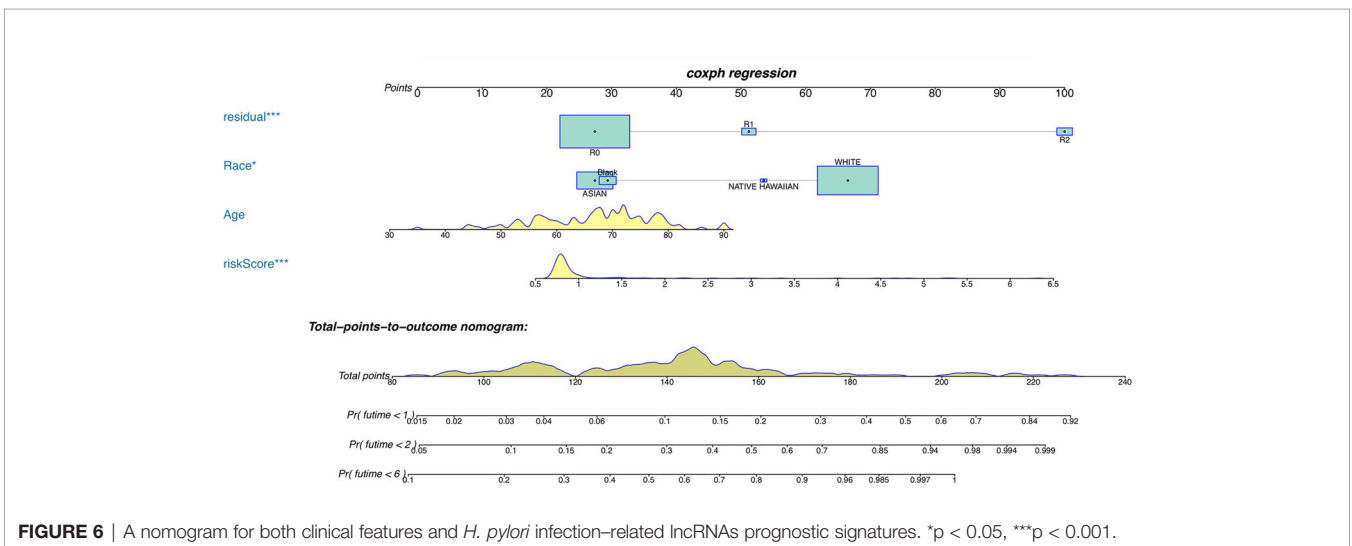 coxph regression
Points 0 10 20 30 40 50 60 70 80 90 100
residual***
R1
R0
R2
Race*
WHITE
Black
NATIVE HAWAIIAN
ASIAN
Age
30 40 50 60 70 80 90
riskScore***
0.5 1 1.5 2 2.5 3 3.5 4 4.5 5 5.5 6 6.5
Total–points–to–outcome nomogram:
Total points
80 100 120 140 160 180 200 220 240
Pr( futime < 1 )
0.015 0.02 0.03 0.04 0.06 0.1 0.15 0.2 0.3 0.4 0.5 0.6 0.7 0.84 0.92
Pr( futime < 2 )
0.05 0.1 0.15 0.2 0.3 0.4 0.5 0.6 0.7 0.85 0.94 0.98 0.994 0.999
Pr( futime < 6 )
0.1 0.2 0.3 0.4 0.5 0.6 0.7 0.8 0.9 0.96 0.985 0.997 1
FIGURE 6 | A nomogram for both clinical features and H. pylori infection–related lncRNAs prognostic signatures. *p < 0.05, ***p < 0.001.